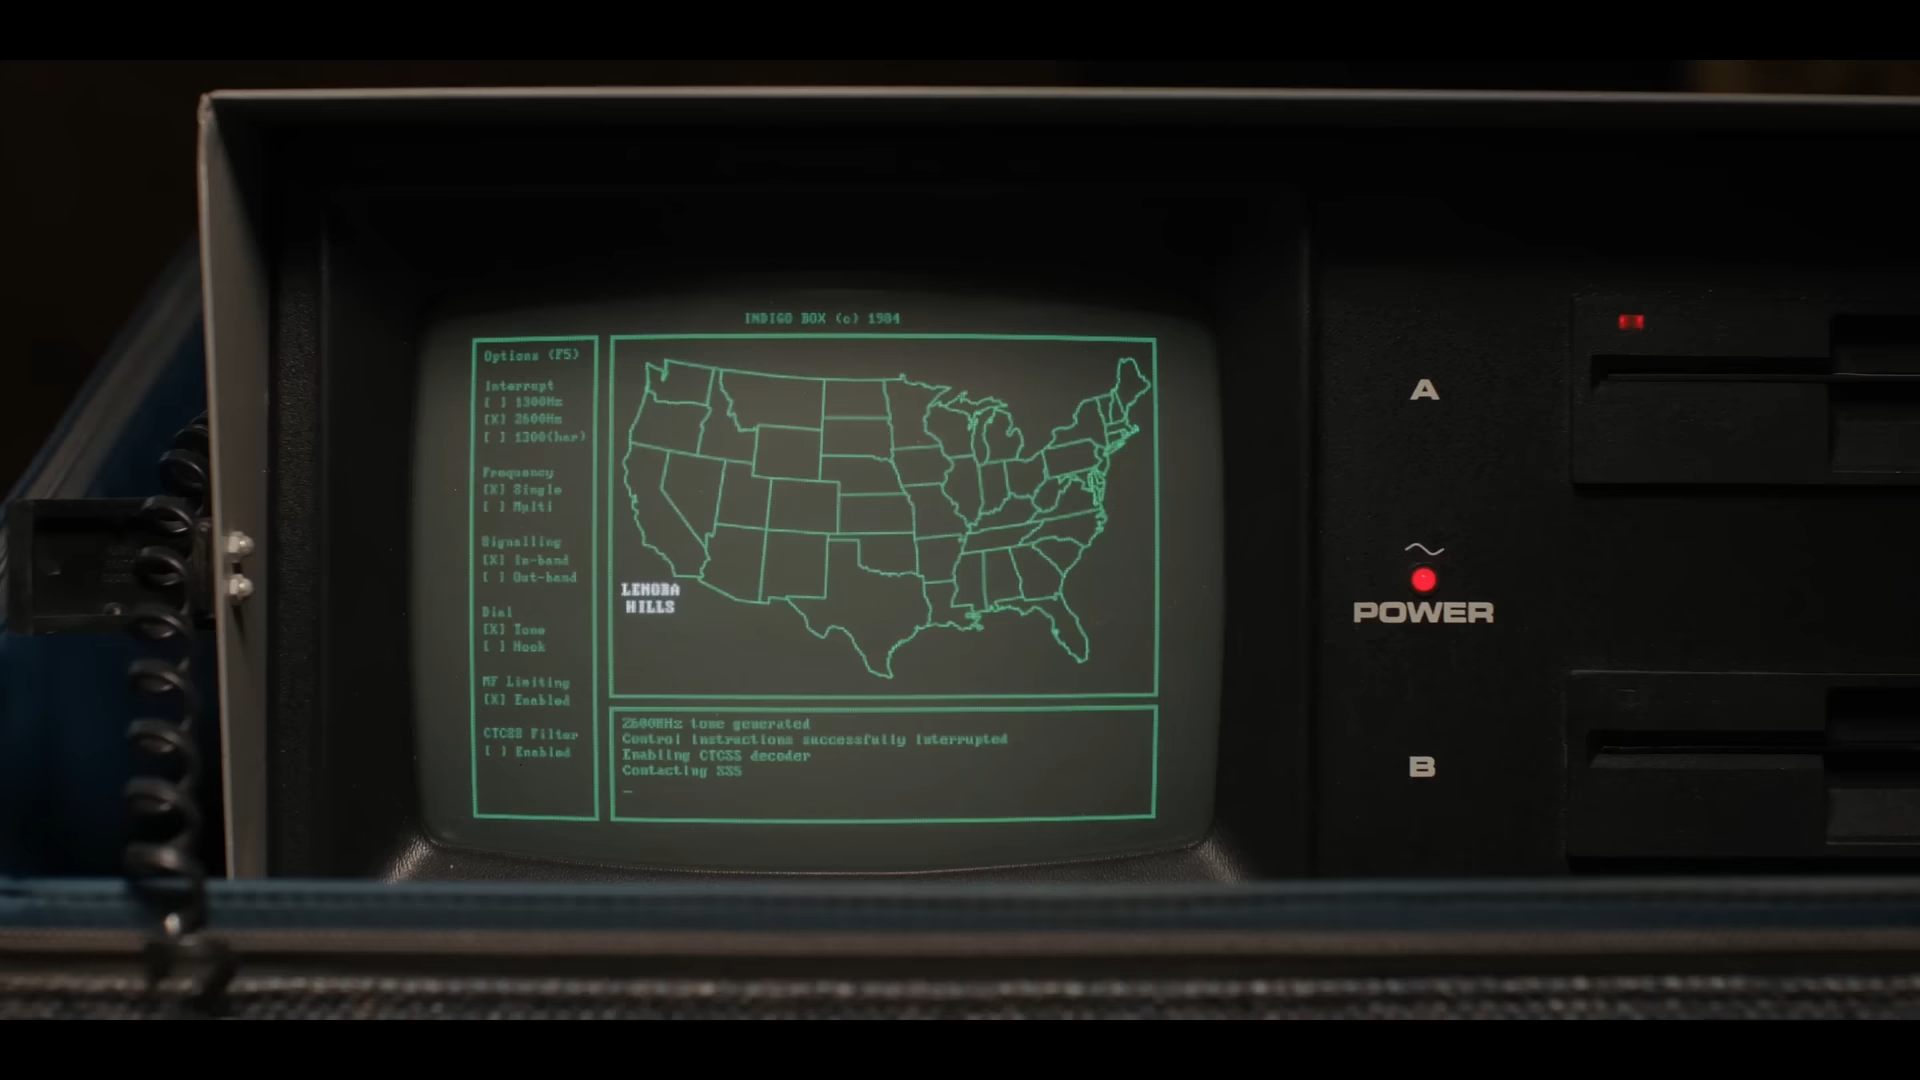 INDIGO BOX (c) 1984
Options (F5)
Interrupt
[ ] 1300Hz
[X] 2600Hz
[ ] 1300(har)
Frequency
[X] Single
[ ] Multi
Signalling
[X] In-band
[ ] Out-band
Dial
[X] Tone
[ ] Hook
MF Limiting
[X] Enabled
CTCSS Filter
[ ] Enabled
LENORA
HILLS
2600HHz tone generated
Control instructions successfully interrupted
Enabling CTCSS decoder
Contacting SSS
_
A
POWER
B